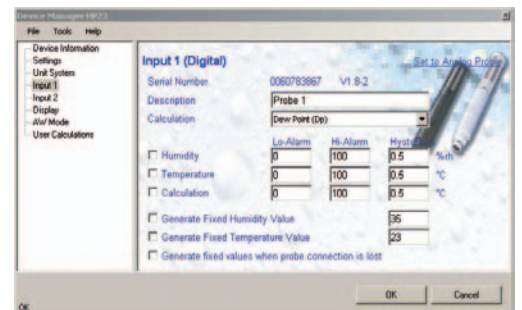 Device Manager HP23
File Tools Help
Device Information
Settings
Unit System
Input 1
Input 2
Display
AW Mode
User Calculations
Input 1 (Digital)
Set to Analog Probe
Serial Number 0060783867 V1.8-2
Description Probe 1
Calculation Dew Point (Dp)
Lo-Alarm Hi-Alarm
Humidity 0 100 0.5 %rh
Temperature 0 100 0.5 °C
Calculation 0 100 0.5 °C
Generate Fixed Humidity Value 35
Generate Fixed Temperature Value 23
Generate fixed values when probe connection is lost
OK Cancel
OK